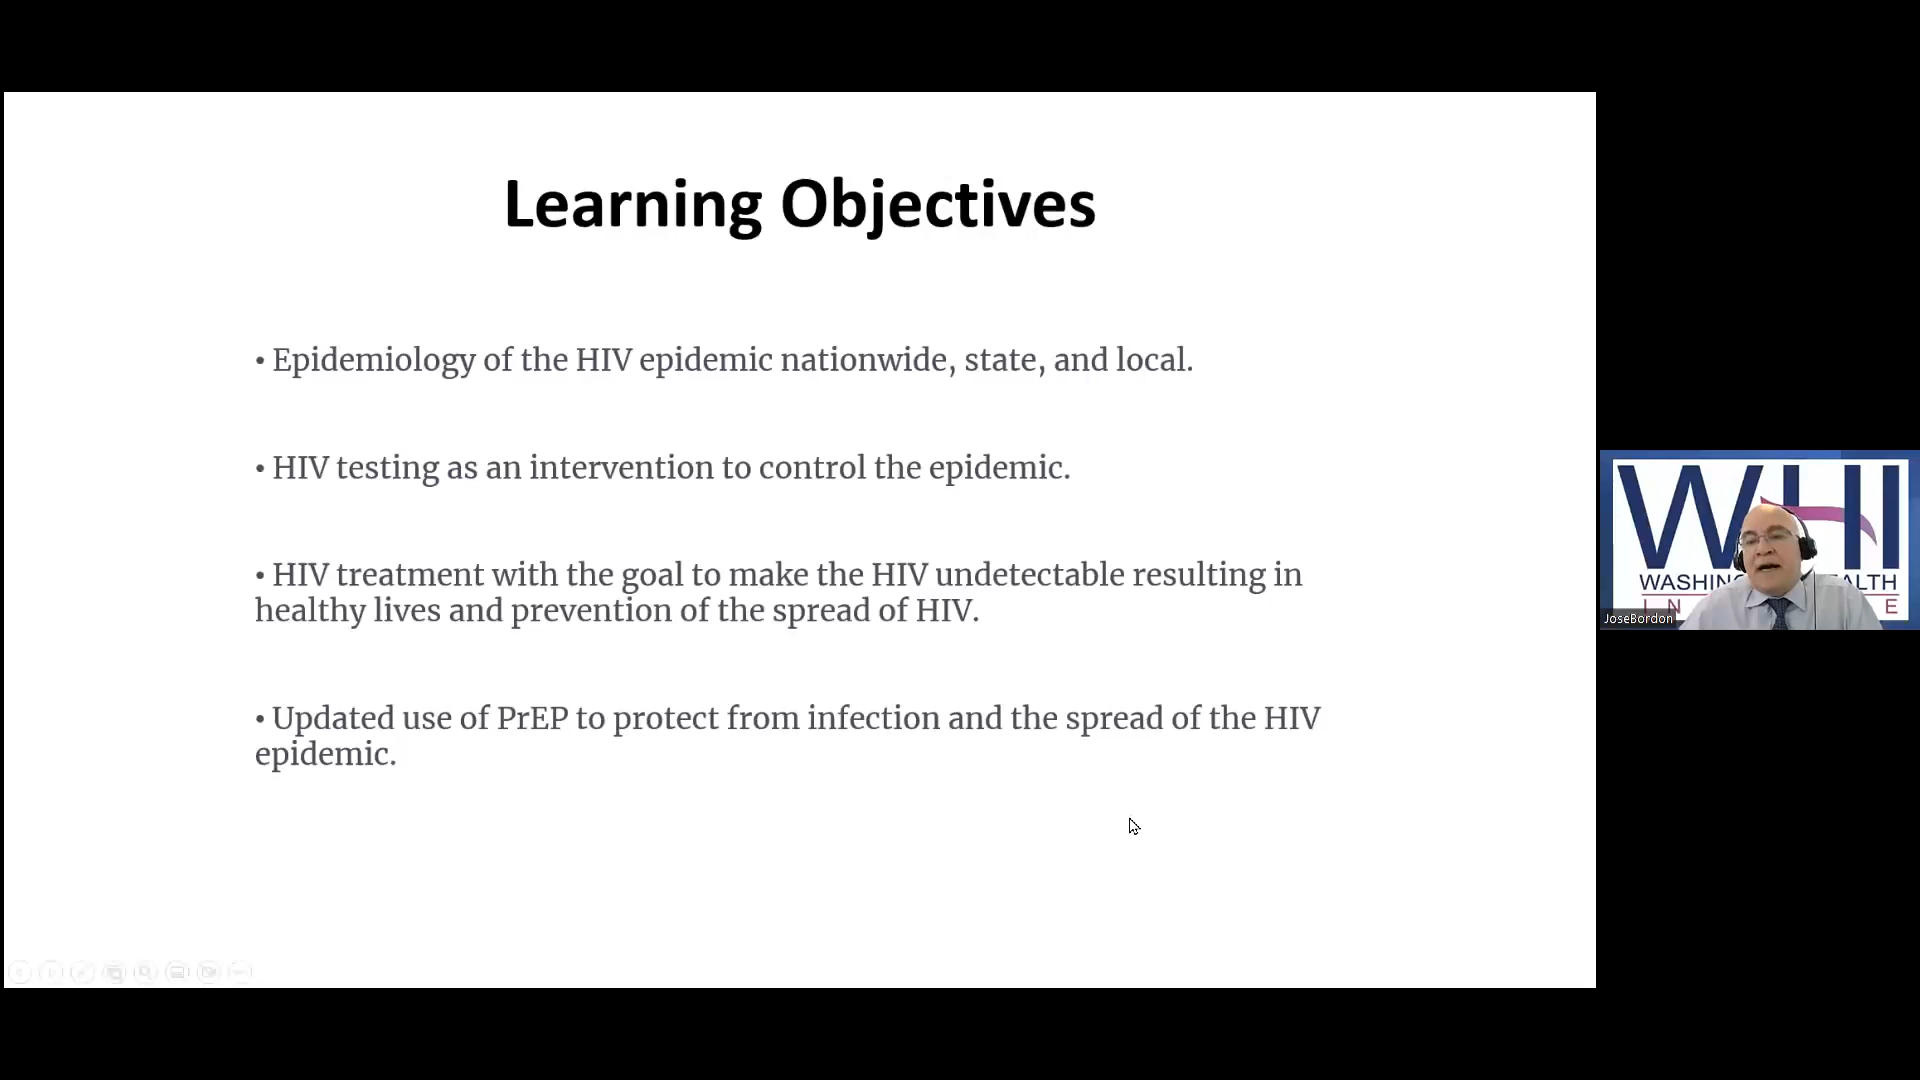 Learning Objectives
• Epidemiology of the HIV epidemic nationwide, state, and local.
• HIV testing as an intervention to control the epidemic.
• HIV treatment with the goal to make the HIV undetectable resulting in
healthy lives and prevention of the spread of HIV.
• Updated use of PrEP to protect from infection and the spread of the HIV
epidemic.
WHI
JoseBordon